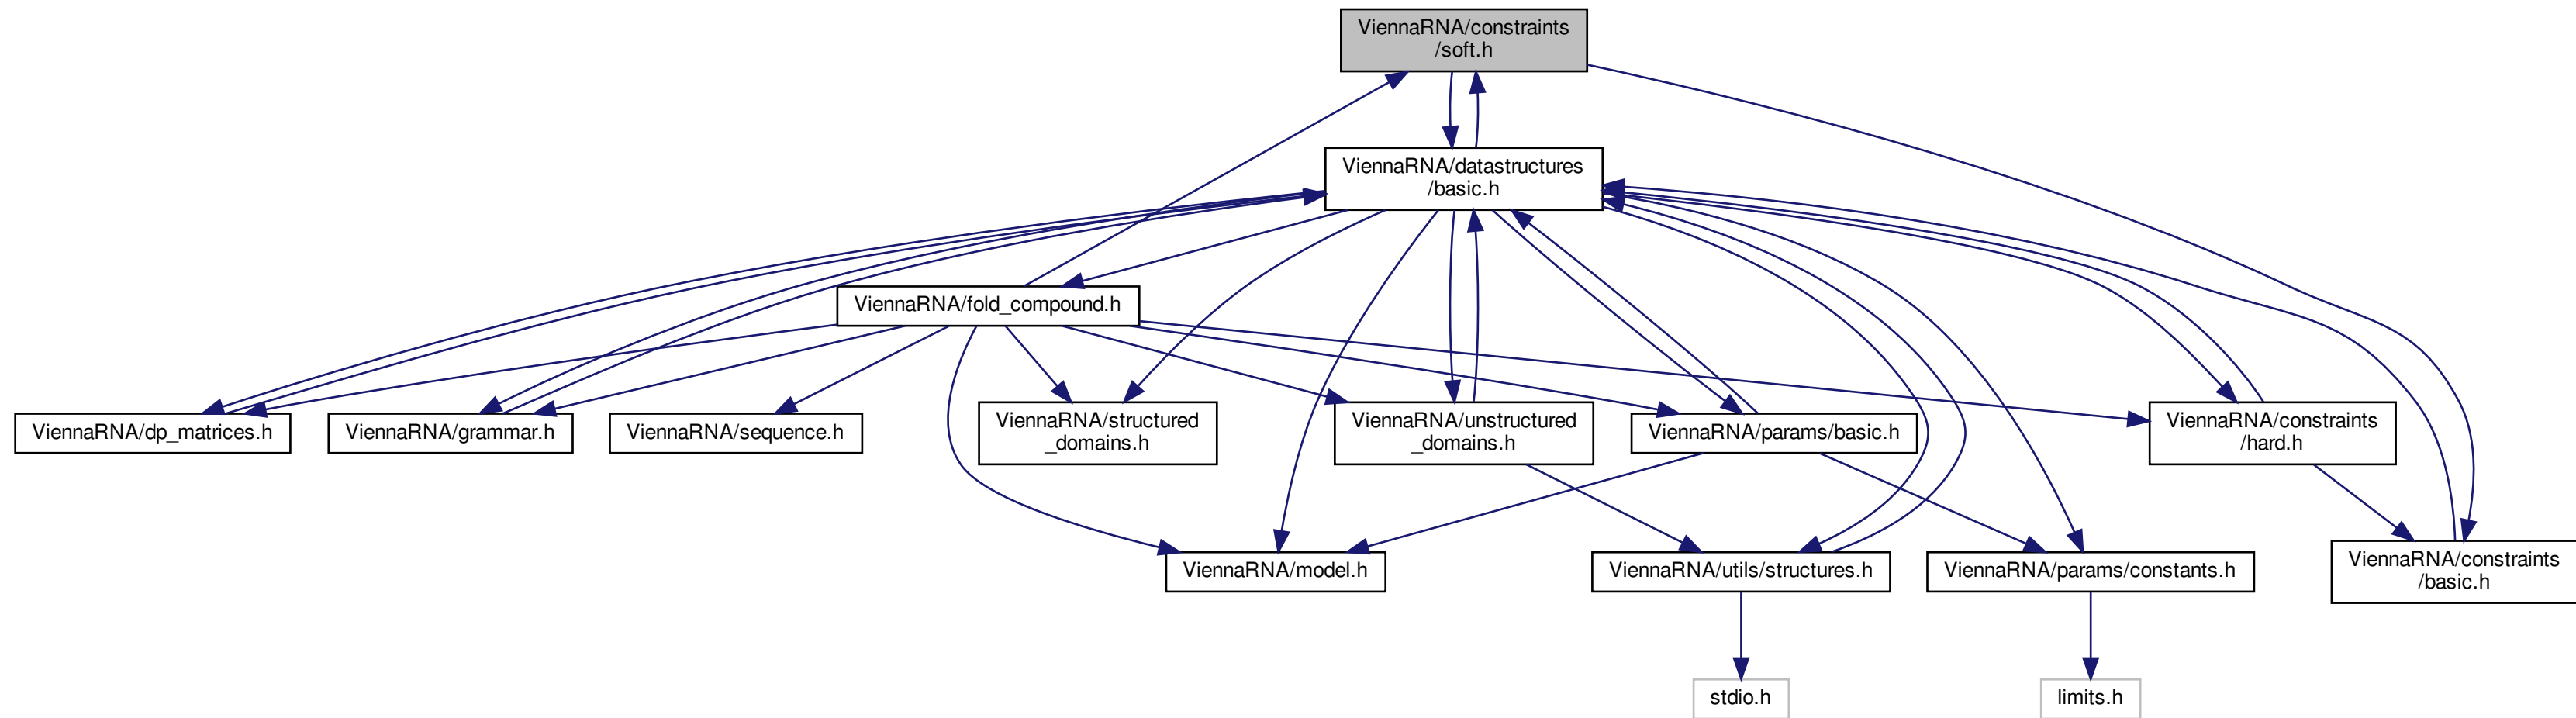 ViennaRNA/constraints
/soft.h
ViennaRNA/datastructures
/basic.h
ViennaRNA/fold_compound.h
ViennaRNA/dp_matrices.h
ViennaRNA/grammar.h
ViennaRNA/sequence.h
ViennaRNA/structured
_domains.h
ViennaRNA/unstructured
_domains.h
ViennaRNA/params/basic.h
ViennaRNA/constraints
/hard.h
ViennaRNA/model.h
ViennaRNA/utils/structures.h
ViennaRNA/params/constants.h
ViennaRNA/constraints
/basic.h
stdio.h
limits.h